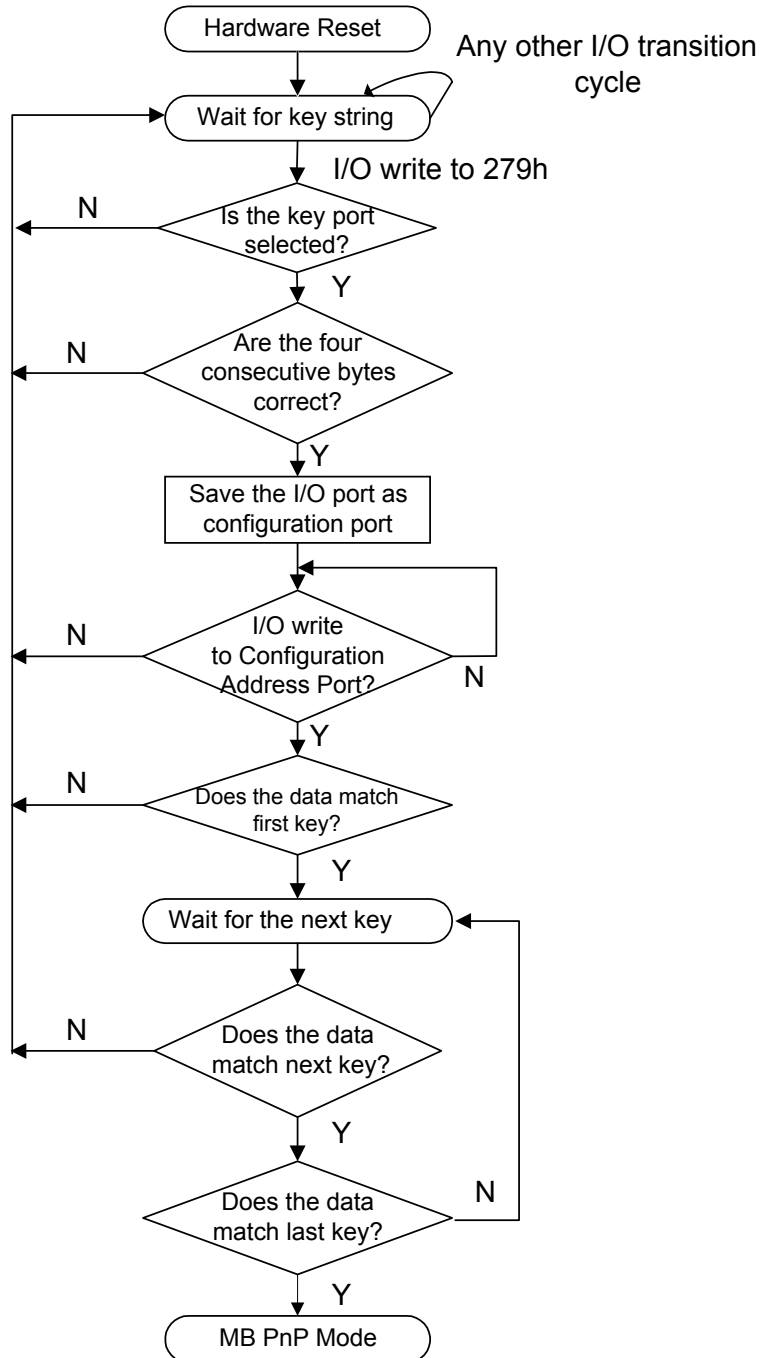 Hardware Reset
Any other I/O transition
cycle
Wait for key string
I/O write to 279h
N
Is the key port
selected?
Y
N
Are the four
consecutive bytes
correct?
Y
Save the I/O port as
configuration port
N
I/O write
to Configuration
Address Port?
N
Y
N
Does the data match
first key?
Y
Wait for the next key
N
Does the data
match next key?
Y
Does the data
match last key?
N
Y
MB PnP Mode